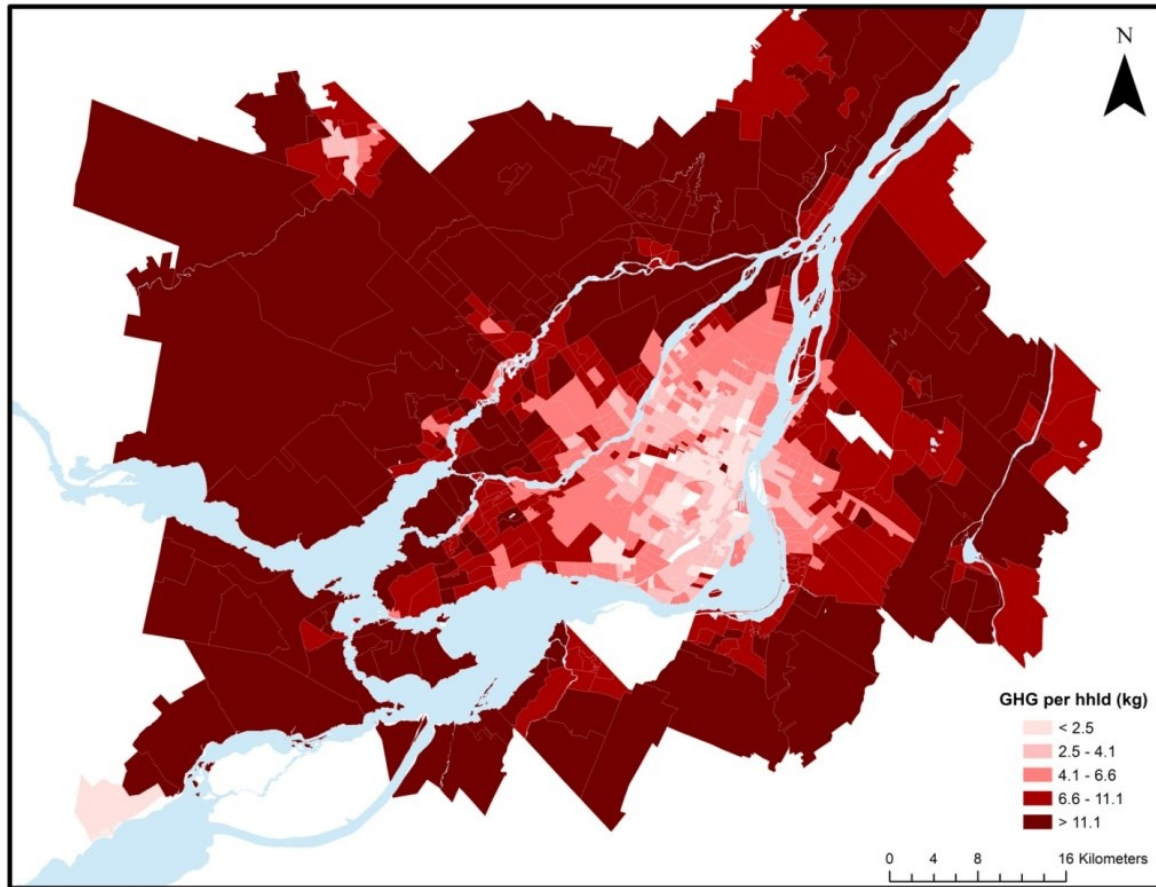 N
GHG per hhld (kg)
< 2.5
2.5 - 4.1
4.1 - 6.6
6.6 - 11.1
> 11.1
0 4 8 16 Kilometers